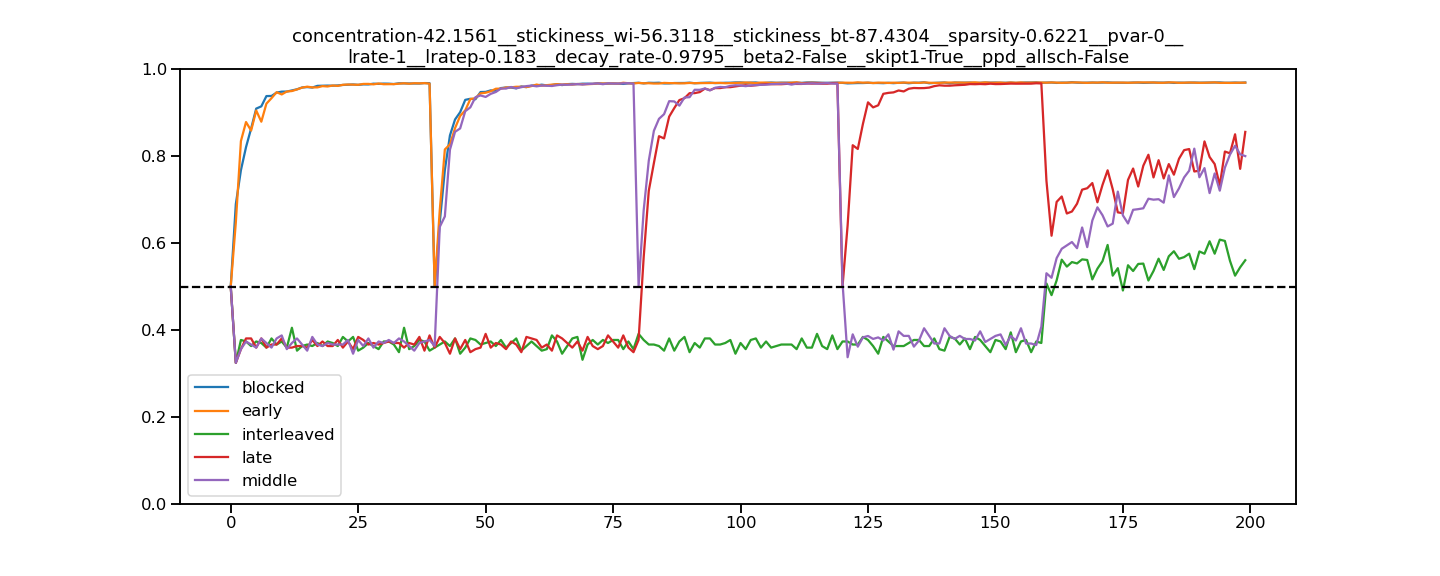 concentration-42.1561__stickiness_wi-56.3118__stickiness_bt-87.4304__sparsity-0.6221__pvar-0__
lrate-1__lratep-0.183__decay_rate-0.9795__beta2-False__skipt1-True__ppd_allsch-False
1.0
0.8
0.6
0.4
0.2
0.0
blocked
early
interleaved
late
middle
0 25 50 75 100 125 150 175 200